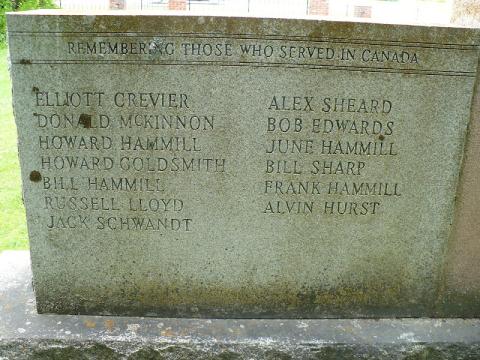 REMEMBERING THOSE WHO SERVED IN CANADA
ELLIOTT CREVIER
DONALD McKINNON
HOWARD HAMMILL
HOWARD GOLDSMITH
BILL HAMMILL
RUSSELL LLOYD
JACK SCHWANDT
ALEX SHEARD
BOB EDWARDS
JUNE HAMMILL
BILL SHARP
FRANK HAMMILL
ALVIN HURST